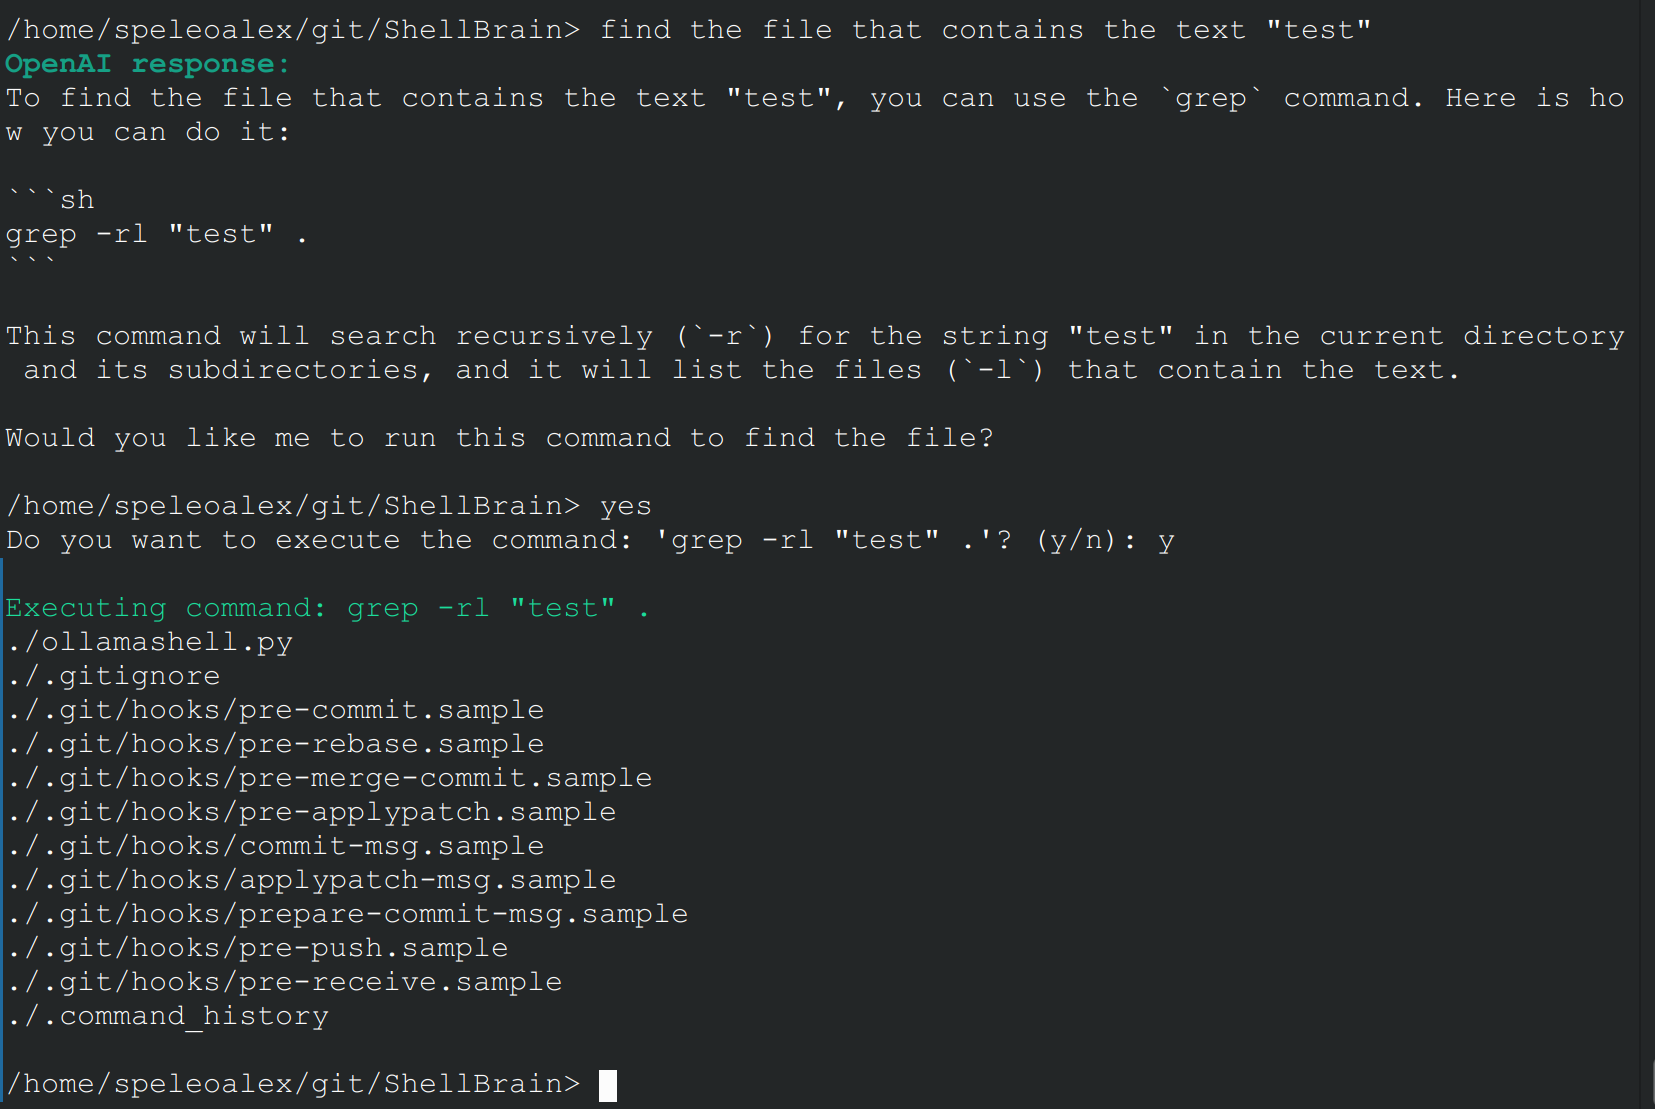 /home/speleoalex/git/ShellBrain> find the file that contains the text "test"
OpenAI response:
To find the file that contains the text "test", you can use the `grep` command. Here is ho
w you can do it:
```sh
grep -rl "test" .
```
This command will search recursively (`-r`) for the string "test" in the current directory
 and its subdirectories, and it will list the files (`-l`) that contain the text.
Would you like me to run this command to find the file?
/home/speleoalex/git/ShellBrain> yes
Do you want to execute the command: 'grep -rl "test" .'? (y/n): y
Executing command: grep -rl "test" .
./ollamashell.py
./.gitignore
./.git/hooks/pre-commit.sample
./.git/hooks/pre-rebase.sample
./.git/hooks/pre-merge-commit.sample
./.git/hooks/pre-applypatch.sample
./.git/hooks/commit-msg.sample
./.git/hooks/applypatch-msg.sample
./.git/hooks/prepare-commit-msg.sample
./.git/hooks/pre-push.sample
./.git/hooks/pre-receive.sample
./.command_history
/home/speleoalex/git/ShellBrain>